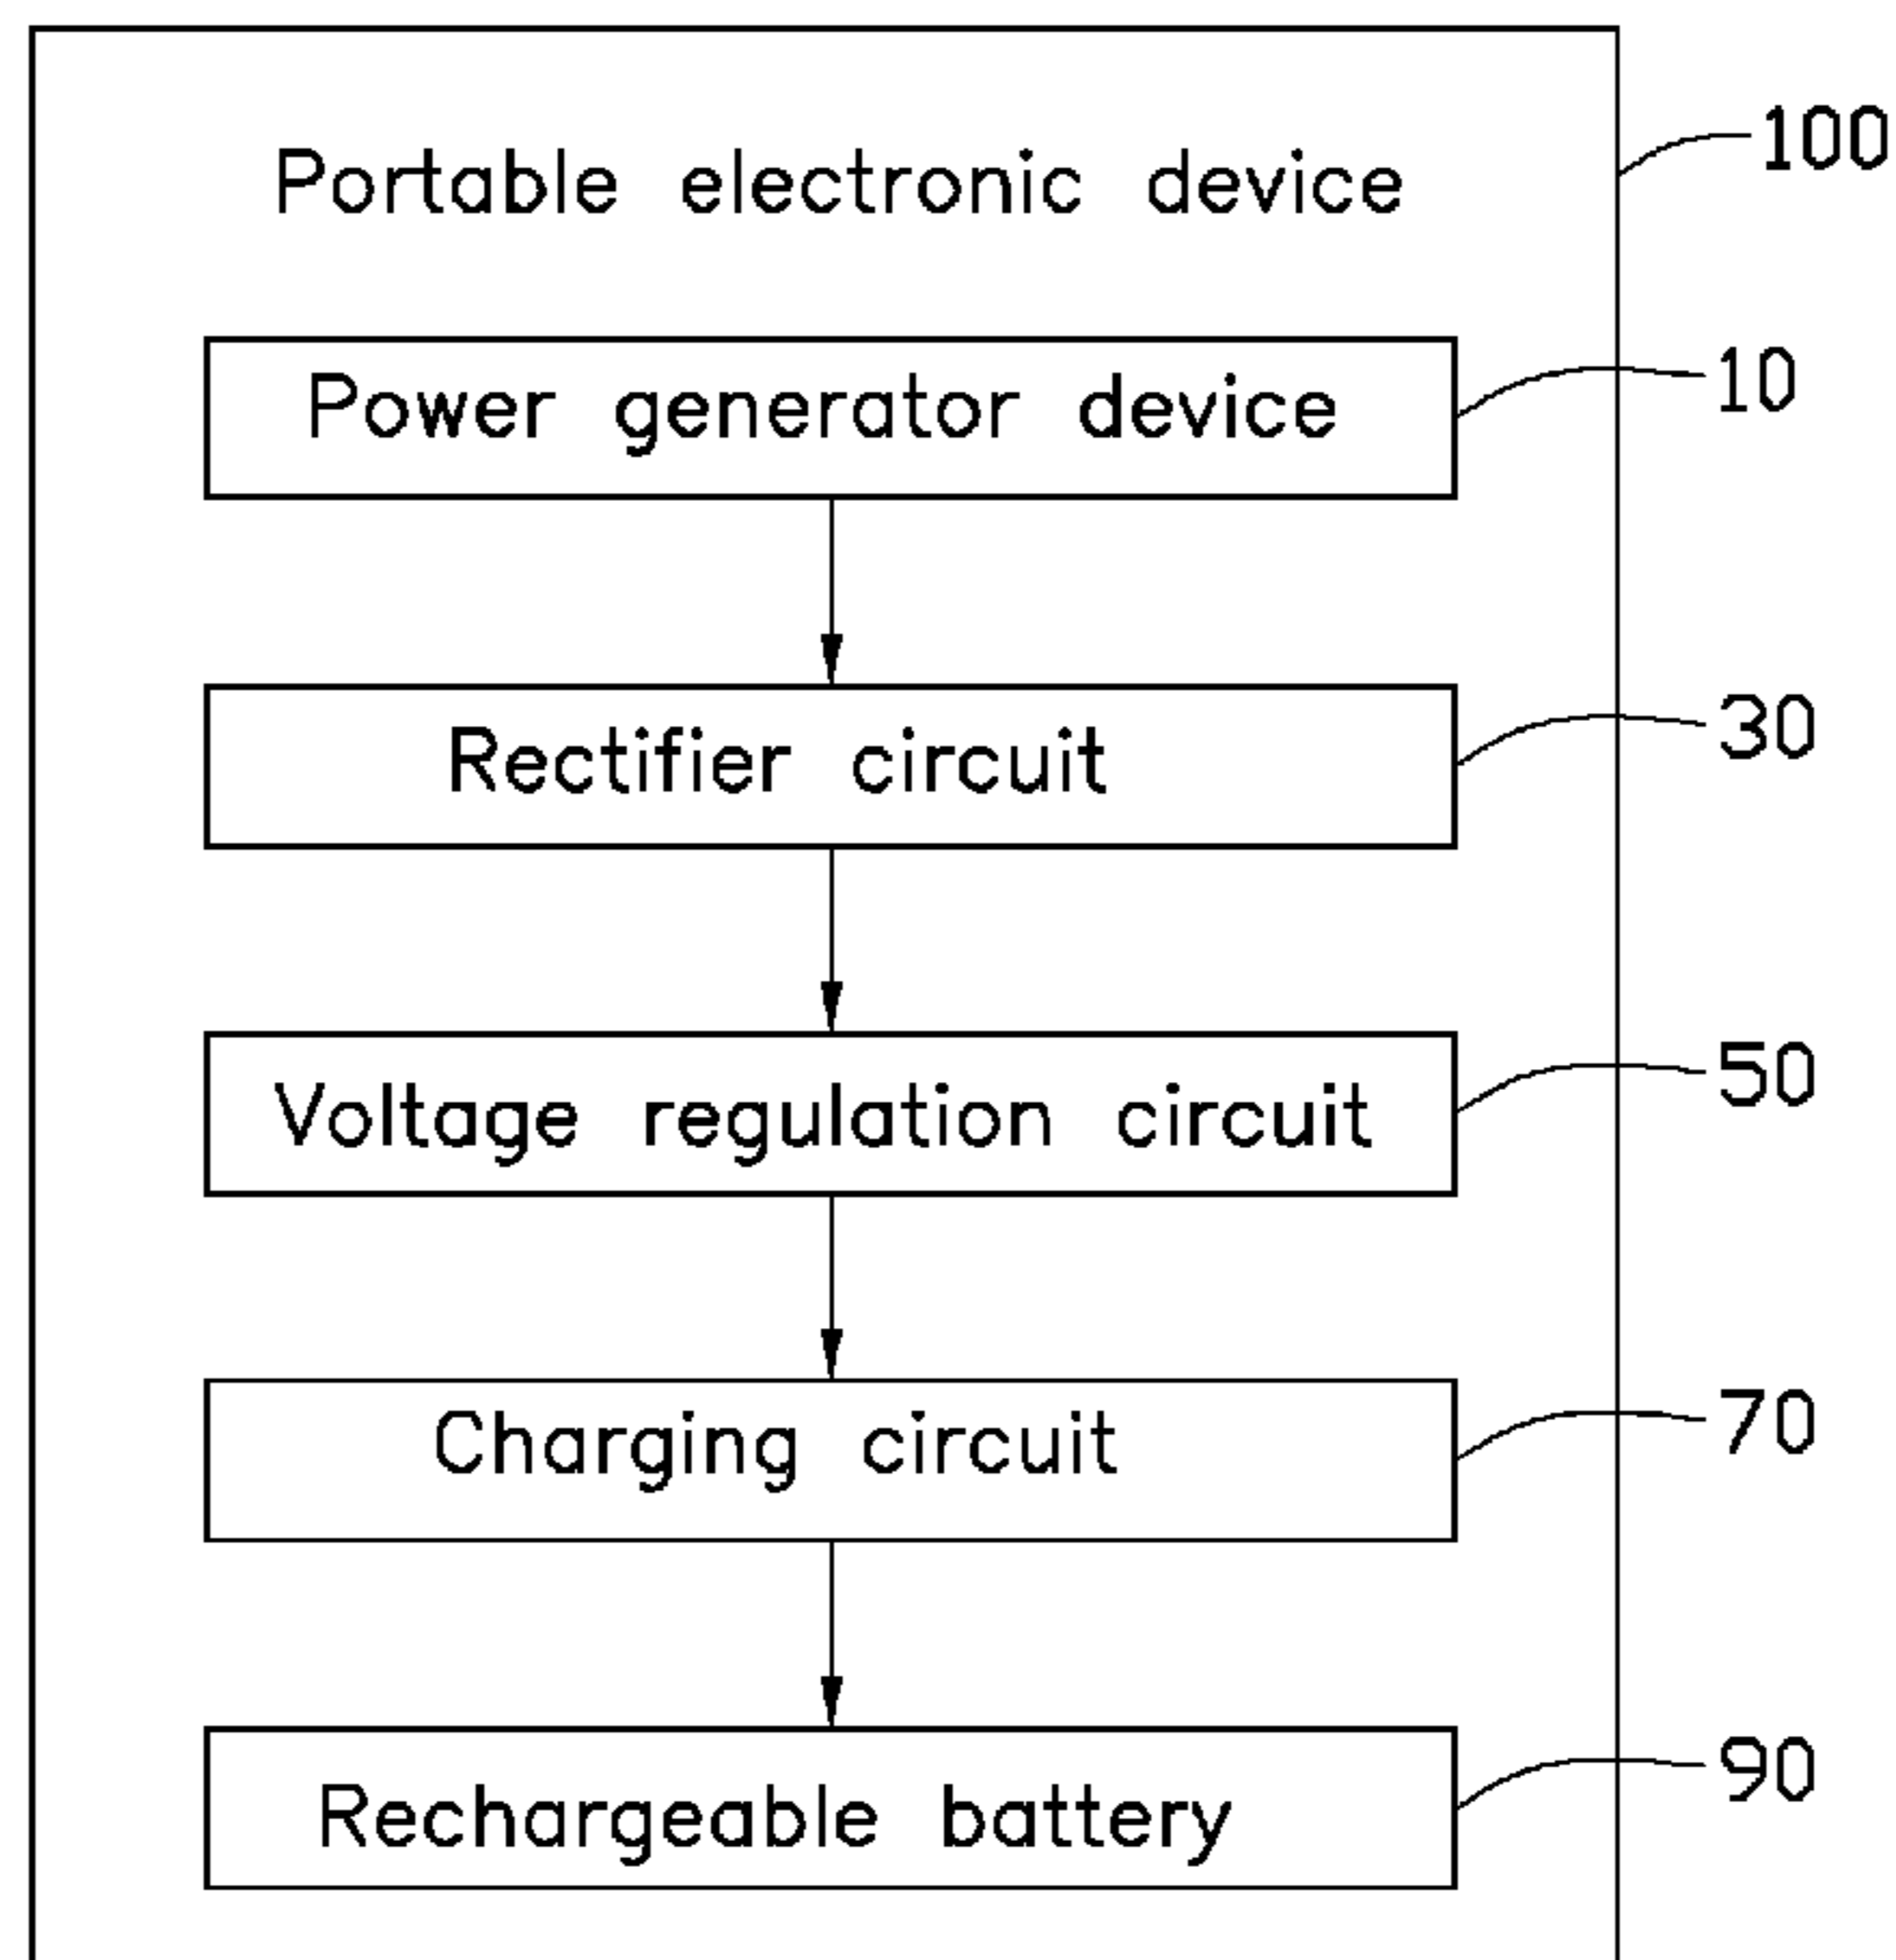 Portable electronic device
100
Power generator device
10
Rectifier circuit
30
Voltage regulation circuit
50
Charging circuit
70
Rechargeable battery
90